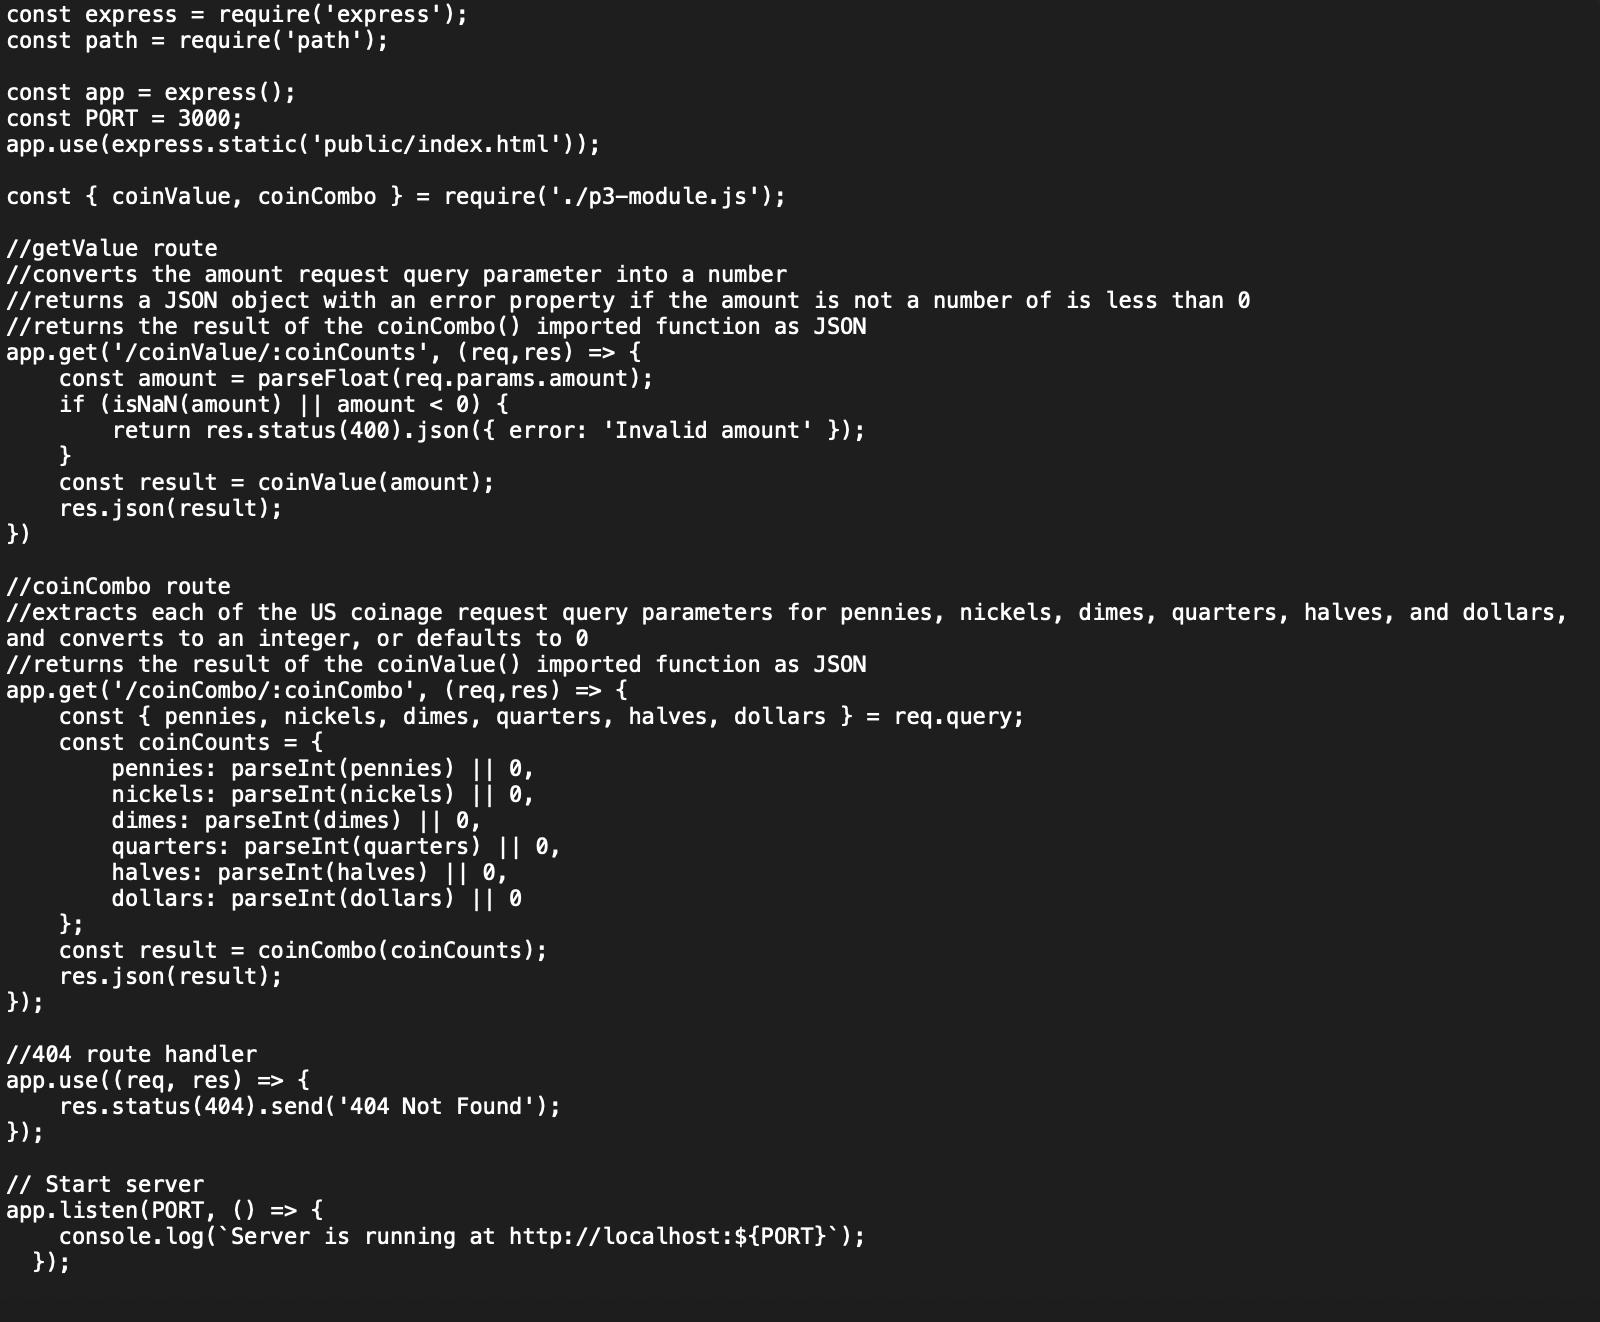 const express = require('express');
const path = require('path');

const app = express();
const PORT = 3000;
app.use(express.static('public/index.html'));

const { coinValue, coinCombo } = require('./p3-module.js');

//getValue route
//converts the amount request query parameter into a number
//returns a JSON object with an error property if the amount is not a number of is less than 0
//returns the result of the coinCombo() imported function as JSON
app.get('/coinValue/:coinCounts', (req,res) => {
    const amount = parseFloat(req.params.amount);
    if (isNaN(amount) || amount < 0) {
        return res.status(400).json({ error: 'Invalid amount' });
    }
    const result = coinValue(amount);
    res.json(result);
})

//coinCombo route
//extracts each of the US coinage request query parameters for pennies, nickels, dimes, quarters, halves, and dollars,
and converts to an integer, or defaults to 0
//returns the result of the coinValue() imported function as JSON
app.get('/coinCombo/:coinCombo', (req,res) => {
    const { pennies, nickels, dimes, quarters, halves, dollars } = req.query;
    const coinCounts = {
        pennies: parseInt(pennies) || 0,
        nickels: parseInt(nickels) || 0,
        dimes: parseInt(dimes) || 0,
        quarters: parseInt(quarters) || 0,
        halves: parseInt(halves) || 0,
        dollars: parseInt(dollars) || 0
    };
    const result = coinCombo(coinCounts);
    res.json(result);
});

//404 route handler
app.use((req, res) => {
    res.status(404).send('404 Not Found');
});

// Start server
app.listen(PORT, () => {
    console.log(`Server is running at http://localhost:${PORT}`);
  });